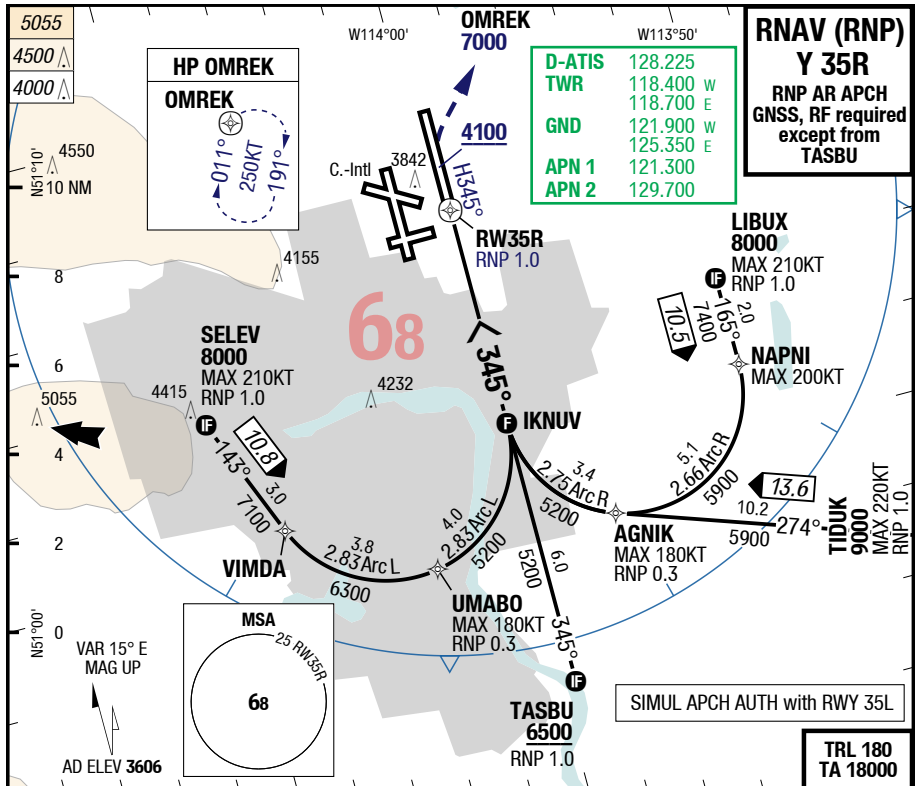 5055
4500
4000
W114°00'
OMREK
7000
W113°50'
RNAV (RNP)
Y 35R
RNP AR APCH
GNSS, RF required
except from
TASBU
D-ATIS 128.225
TWR 118.400 W
118.700 E
GND 121.900 W
125.350 E
APN 1 121.300
APN 2 129.700
HP OMREK
OMREK
011°
250KT
191°
4100
H345°
3842
C.-Intl
N51°10'
4550
10 NM
RW35R
RNP 1.0
4155
8
68
LIBUX
8000
MAX 210KT
RNP 1.0
IF
165°
2.0
7400
10.5
NAPNI
MAX 200KT
SELEV
8000
MAX 210KT
RNP 1.0
6
345°
4232
4415
5055
IF
F IKNUV
143°
10.8
3.0
7100
4
3.4
2.75 Arc R
5200
5.1
2.66 Arc R
5900
13.6
10.2
5900
274°
TIDUK
9000
MAX 220KT
RNP 1.0
AGNIK
MAX 180KT
RNP 0.3
4.0
2.83 Arc L
5200
3.8
2.83 Arc L
6300
2
VIMDA
UMABO
MAX 180KT
RNP 0.3
6.0
5200
345°
IF
TASBU
6500
RNP 1.0
0
N51°00'
MSA
25 RW35R
68
VAR 15° E
MAG UP
AD ELEV 3606
SIMUL APCH AUTH with RWY 35L
TRL 180
TA 18000